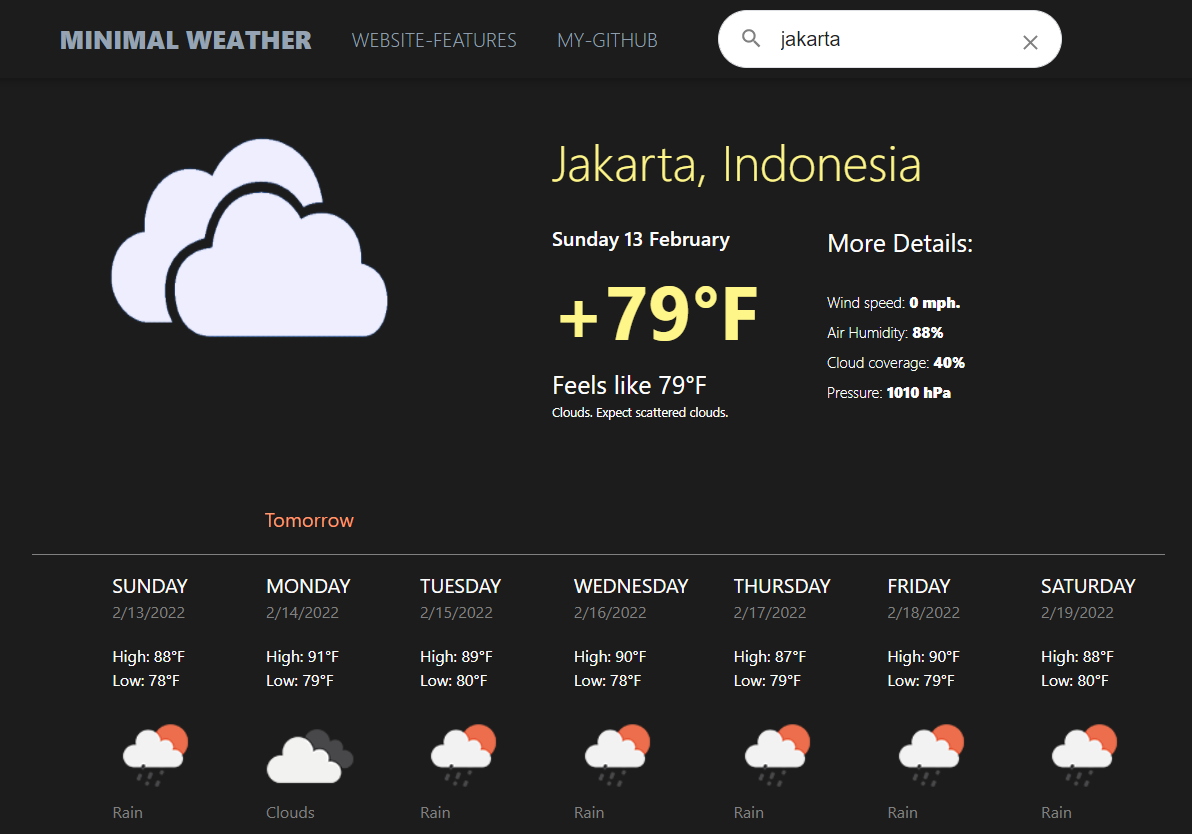 MINIMAL WEATHER WEBSITE-FEATURES MY-GITHUB jakarta
Jakarta, Indonesia
Sunday 13 February
+79°F
Feels like 79°F
Clouds. Expect scattered clouds.
More Details:
Wind speed: 0 mph.
Air Humidity: 88%
Cloud coverage: 40%
Pressure: 1010 hPa
Tomorrow
SUNDAY
2/13/2022
High: 88°F
Low: 78°F
Rain
MONDAY
2/14/2022
High: 91°F
Low: 79°F
Clouds
TUESDAY
2/15/2022
High: 89°F
Low: 80°F
Rain
WEDNESDAY
2/16/2022
High: 90°F
Low: 78°F
Rain
THURSDAY
2/17/2022
High: 87°F
Low: 79°F
Rain
FRIDAY
2/18/2022
High: 90°F
Low: 79°F
Rain
SATURDAY
2/19/2022
High: 88°F
Low: 80°F
Rain